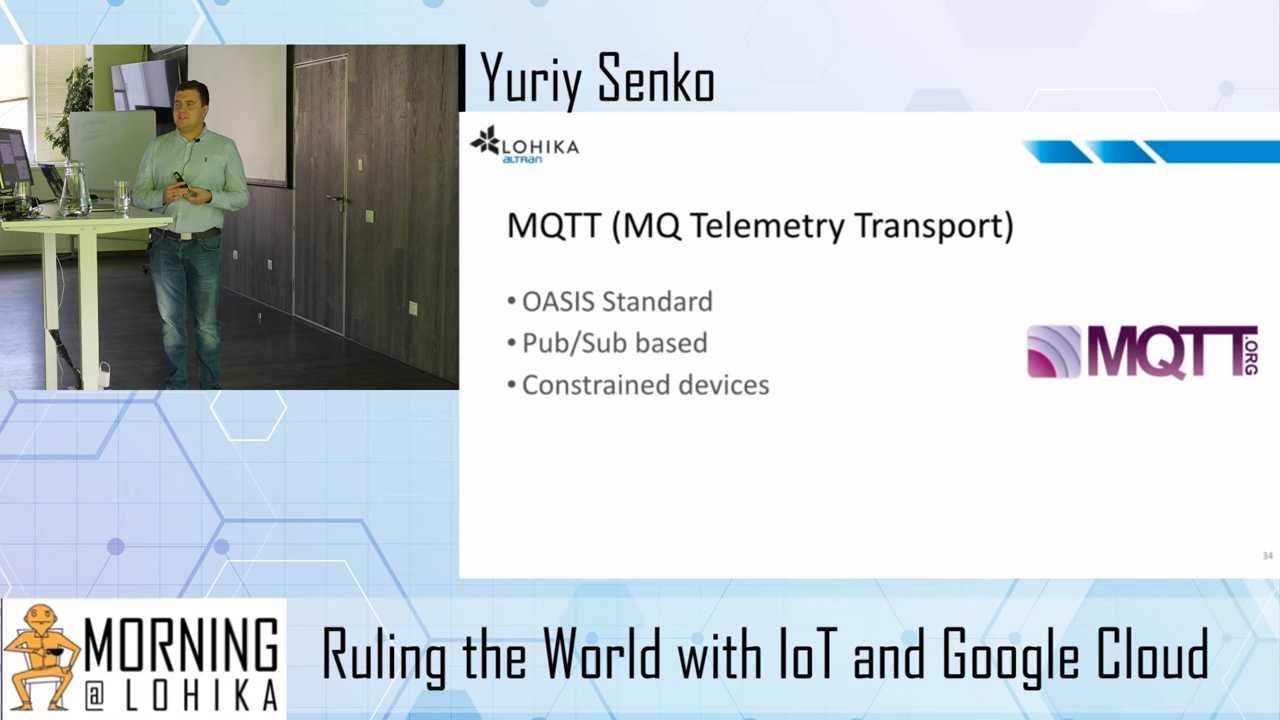 Yuriy Senko
LOHIKA
altran
MQTT (MQ Telemetry Transport)
• OASIS Standard
• Pub/Sub based
• Constrained devices
MQTT
.ORG
34
MORNING
@ LOHIKA
Ruling the World with IoT and Google Cloud